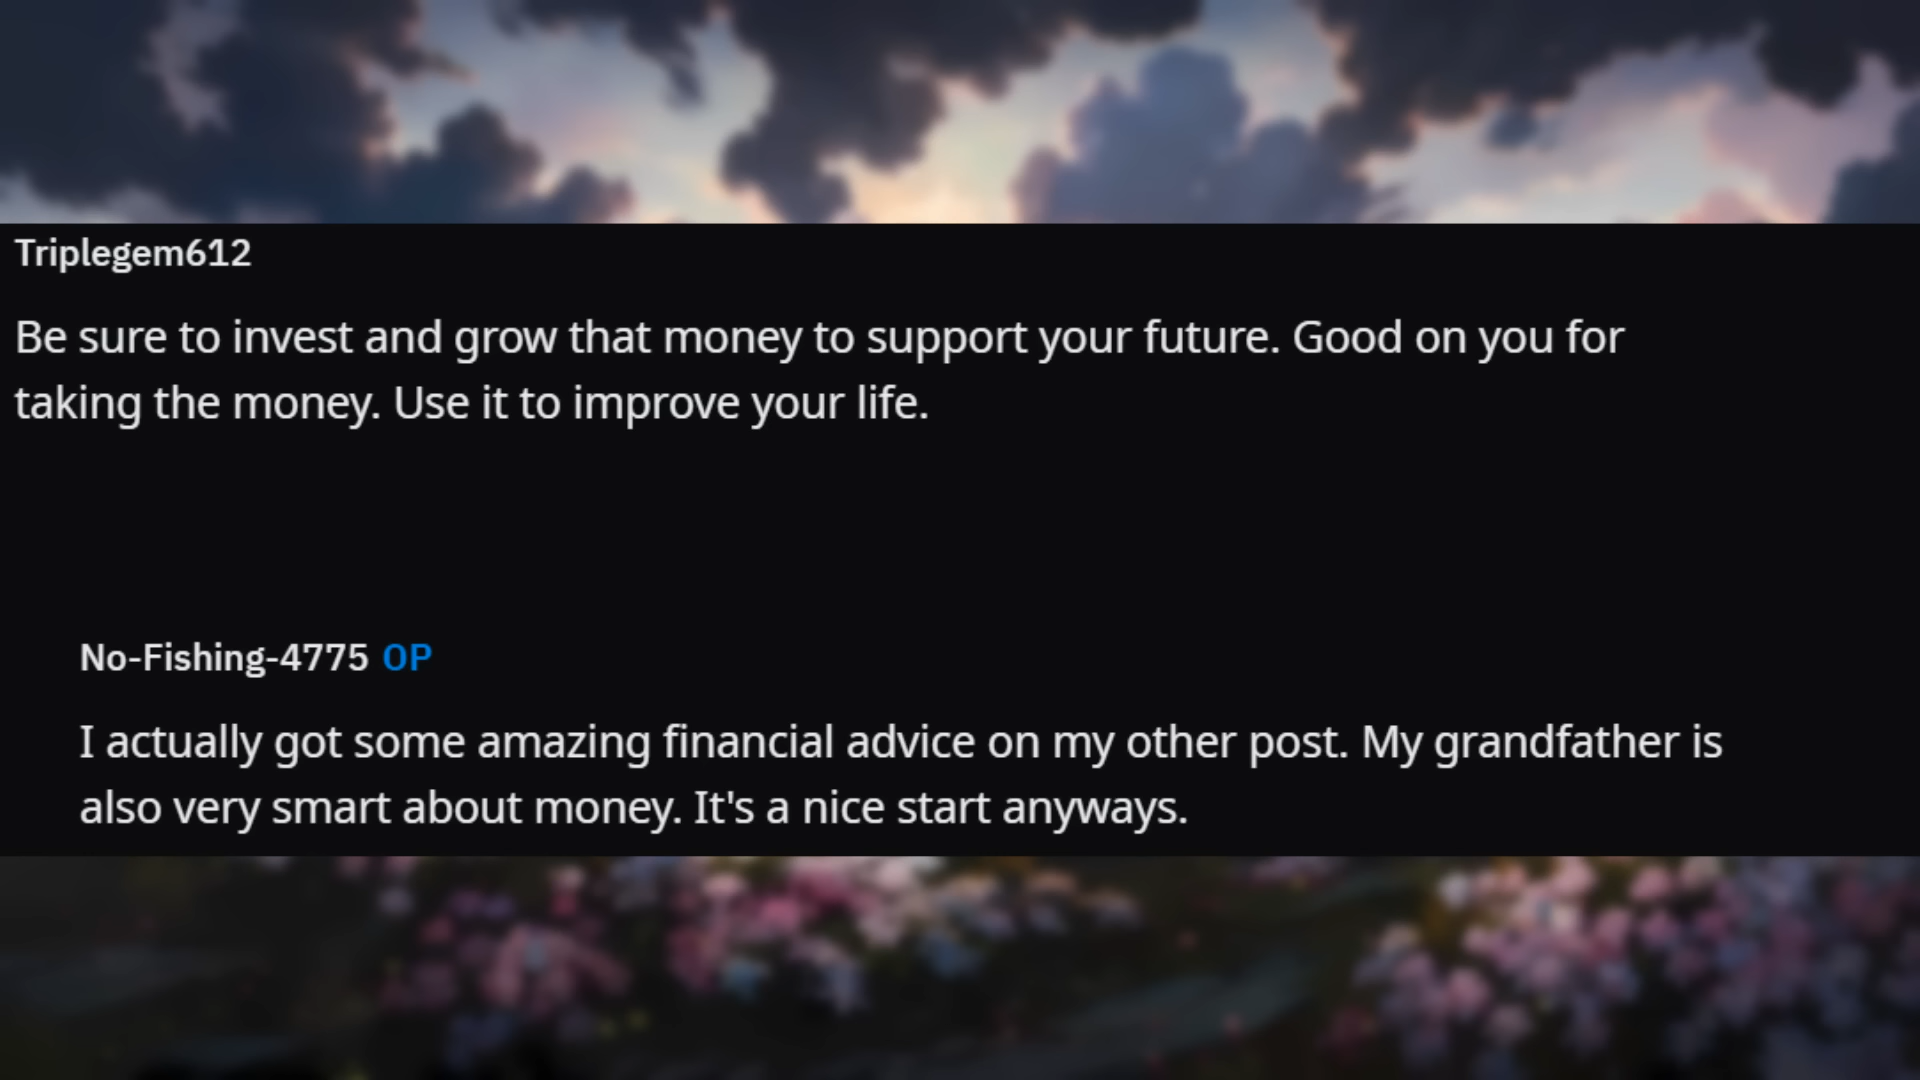 Triplegem612
Be sure to invest and grow that money to support your future. Good on you for
taking the money. Use it to improve your life.
No-Fishing-4775 OP
I actually got some amazing financial advice on my other post. My grandfather is
also very smart about money. It's a nice start anyways.